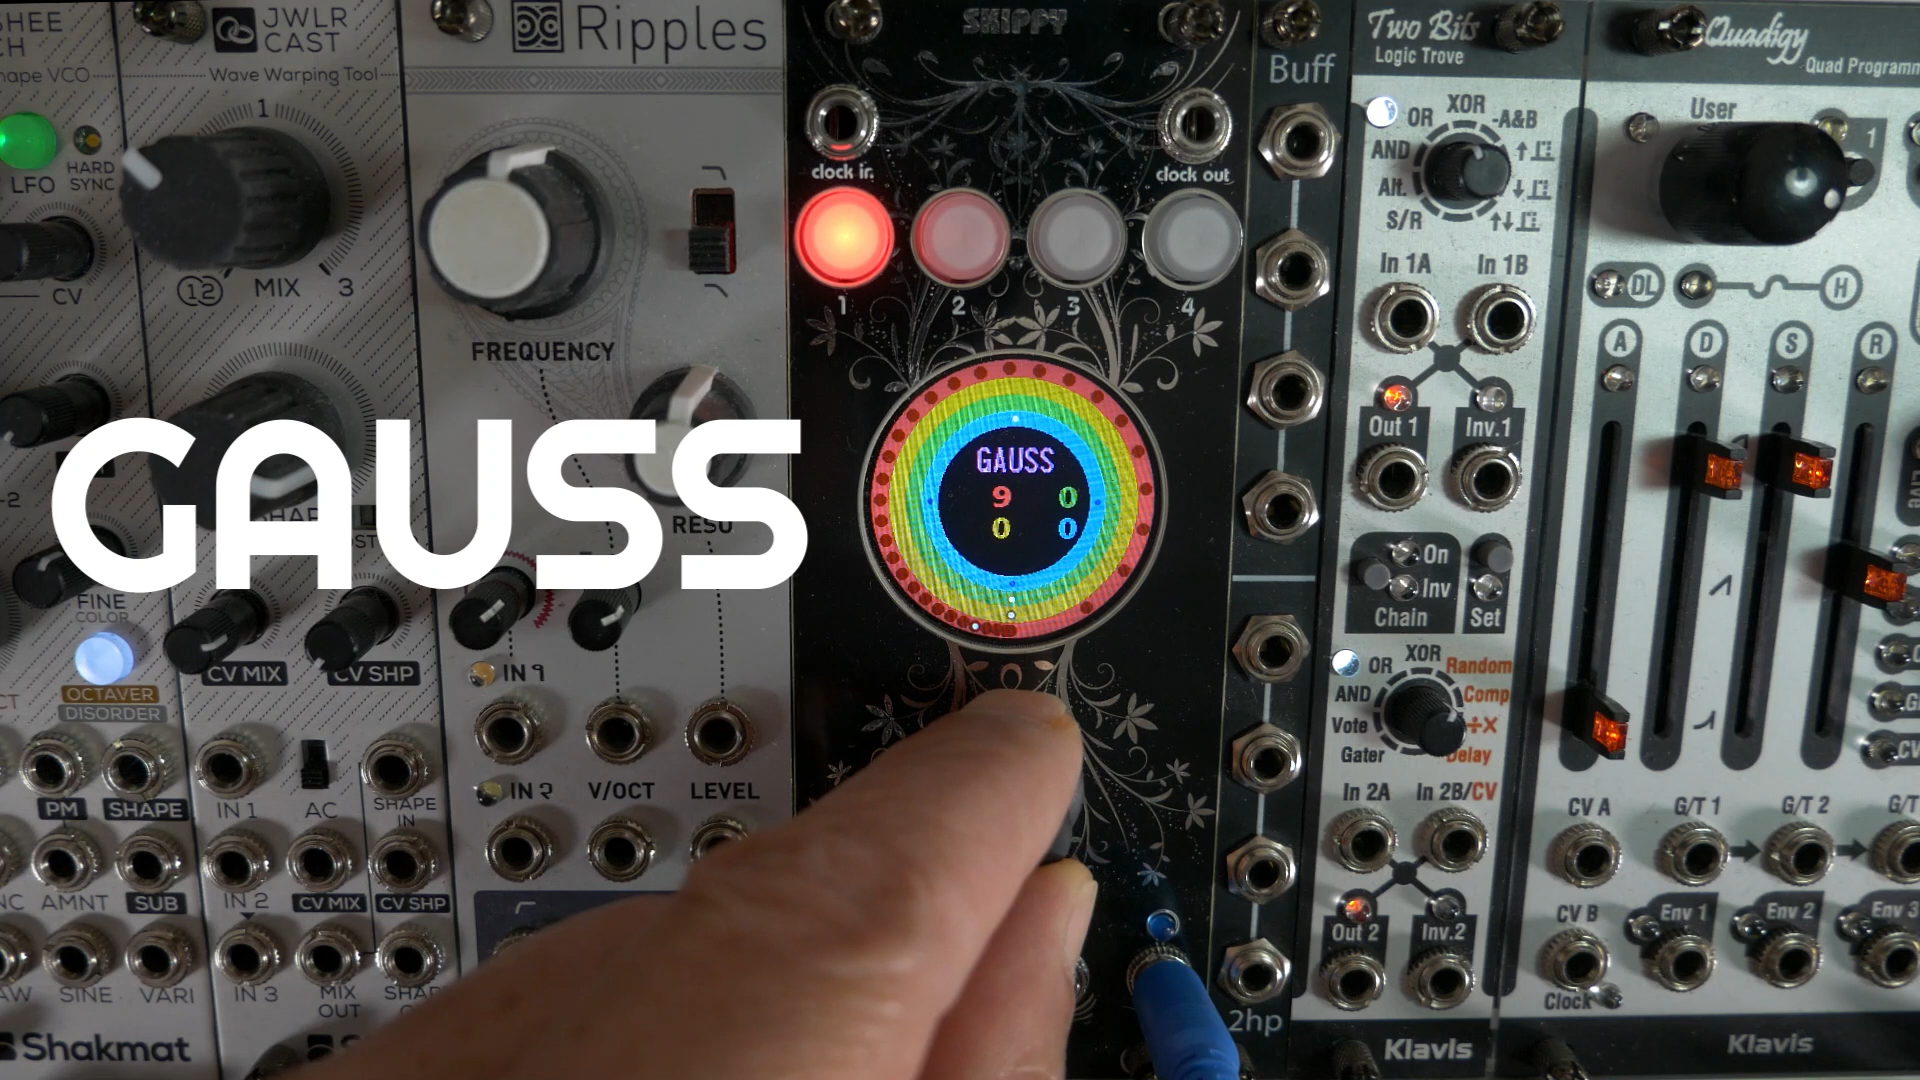 JWLR
CAST
Wave Warping Tool
1
LFO
HARD
SYNC
CV
12
MIX
3
FINE
COLOR
OCTAVER
DISORDER
CV MIX
CV SHP
PM
SHAPE
IN 1
AC
SHAPE
IN
AMNT
SUB
IN 2
CV MIX
CV SHP
SINE
VARI
IN 3
MIX
OUT
Shakmat
Ripples
FREQUENCY
RESO
IN 1
IN 2
V/OCT
LEVEL
GAUSS
SKIPPY
clock in
clock out
1
2
3
4
GAUSS
9 0
0 0
Buff
2hp
Two Bits
Logic Trove
OR
XOR
-A&B
AND
Alt.
S/R
In 1A
In 1B
Out 1
Inv.1
On
Inv
Chain
Set
OR
XOR
Random
AND
Comp
Vote
÷X
Gater
Delay
In 2A
In 2B/CV
Out 2
Inv.2
Klavis
Quadigy
User
1
DL
H
A
D
S
R
CV A
G/T 1
G/T 2
CV B
Env 1
Env 2
Env 3
Clock
Klavis